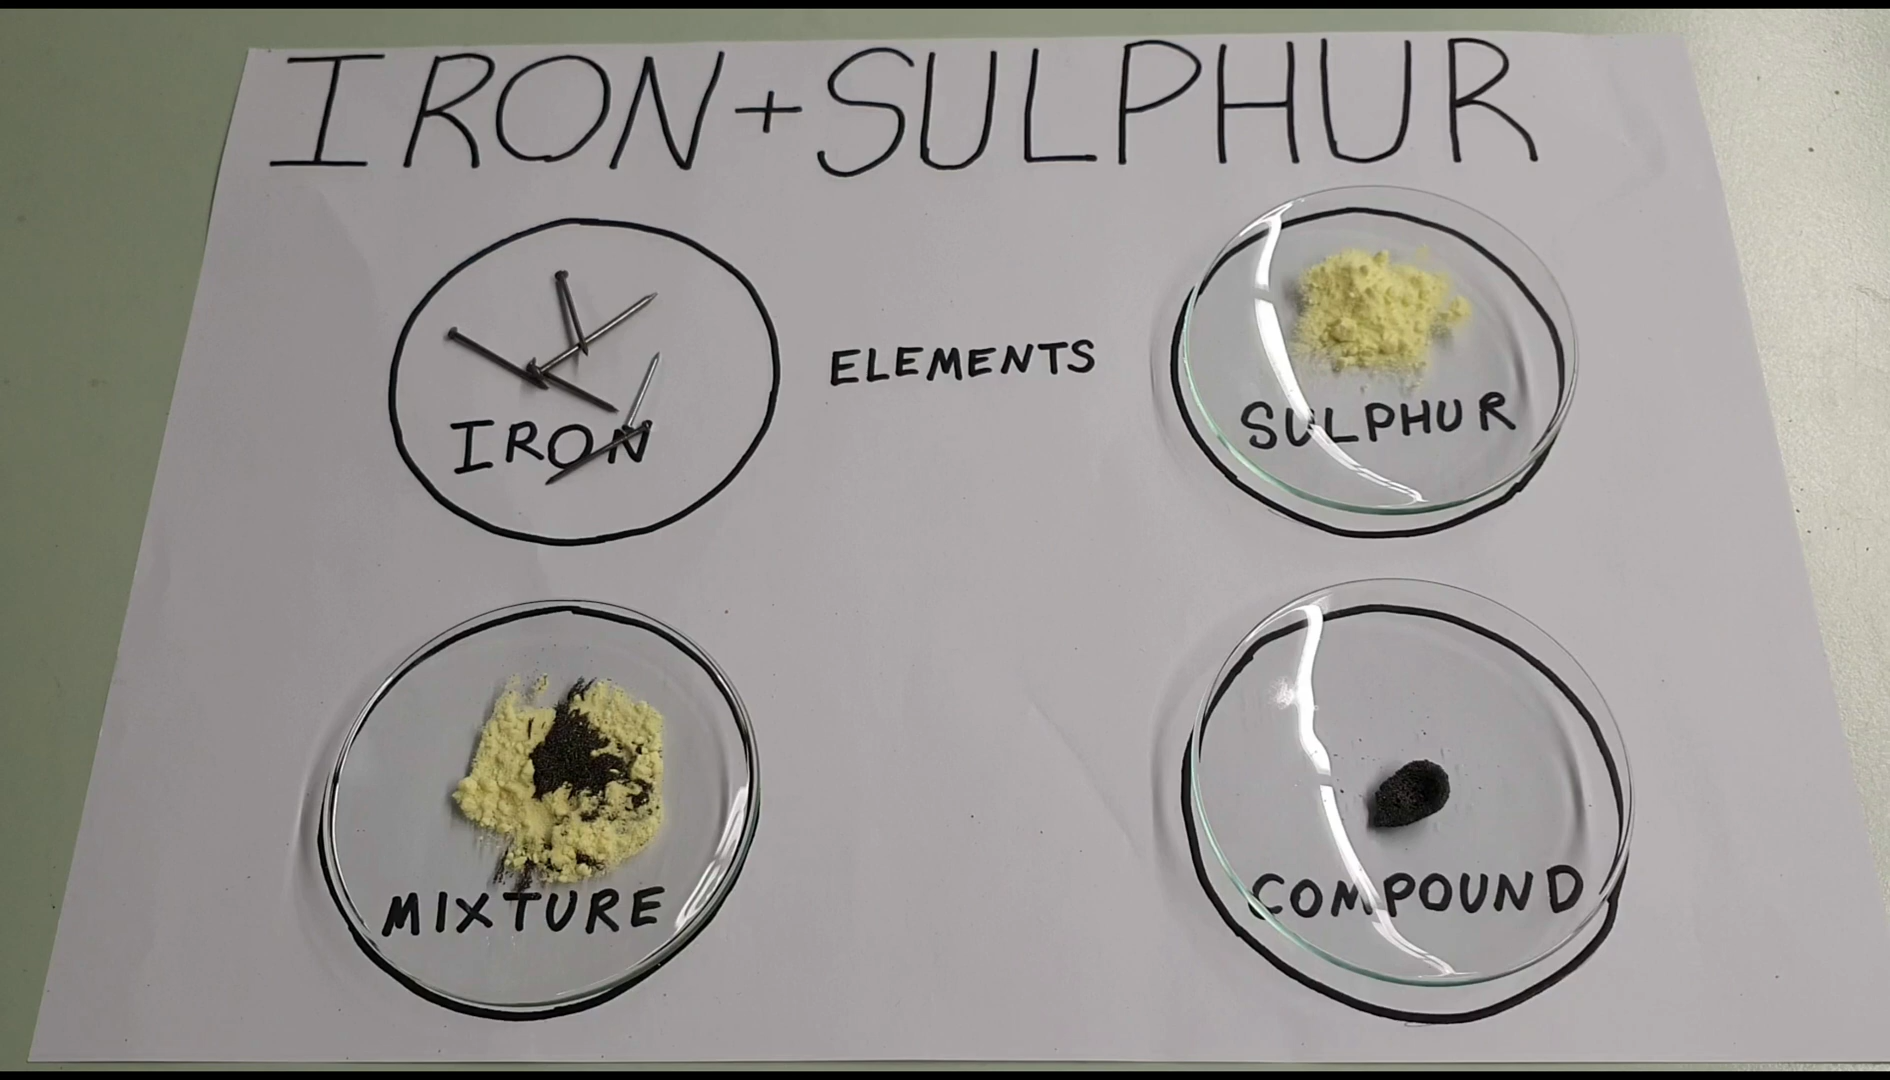 IRON+SULPHUR
IRON
ELEMENTS
SULPHUR
MIXTURE
COMPOUND